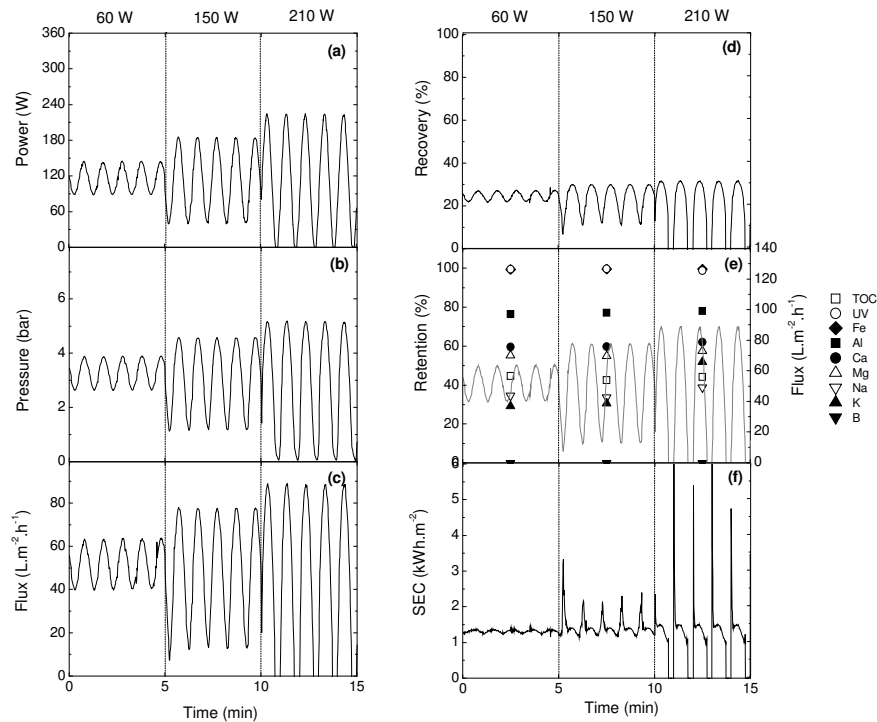 60 W 150 W 210 W
(a)
Power (W)
360
300
240
180
120
60
0
(b)
Pressure (bar)
6
4
2
0
(c)
Flux (L.m-2.h-1)
80
60
40
20
0
0 5 10 15
Time (min)
60 W 150 W 210 W
(d)
Recovery (%)
100
80
60
40
20
0
(e)
Retention (%)
100
80
60
40
20
0
Flux (L.m-2.h-1)
140
120
100
80
60
40
20
0
TOC
UV
Fe
Al
Ca
Mg
Na
K
B
(f)
SEC (kWh.m-2)
6
5
4
3
2
1
0
0 5 10 15
Time (min)